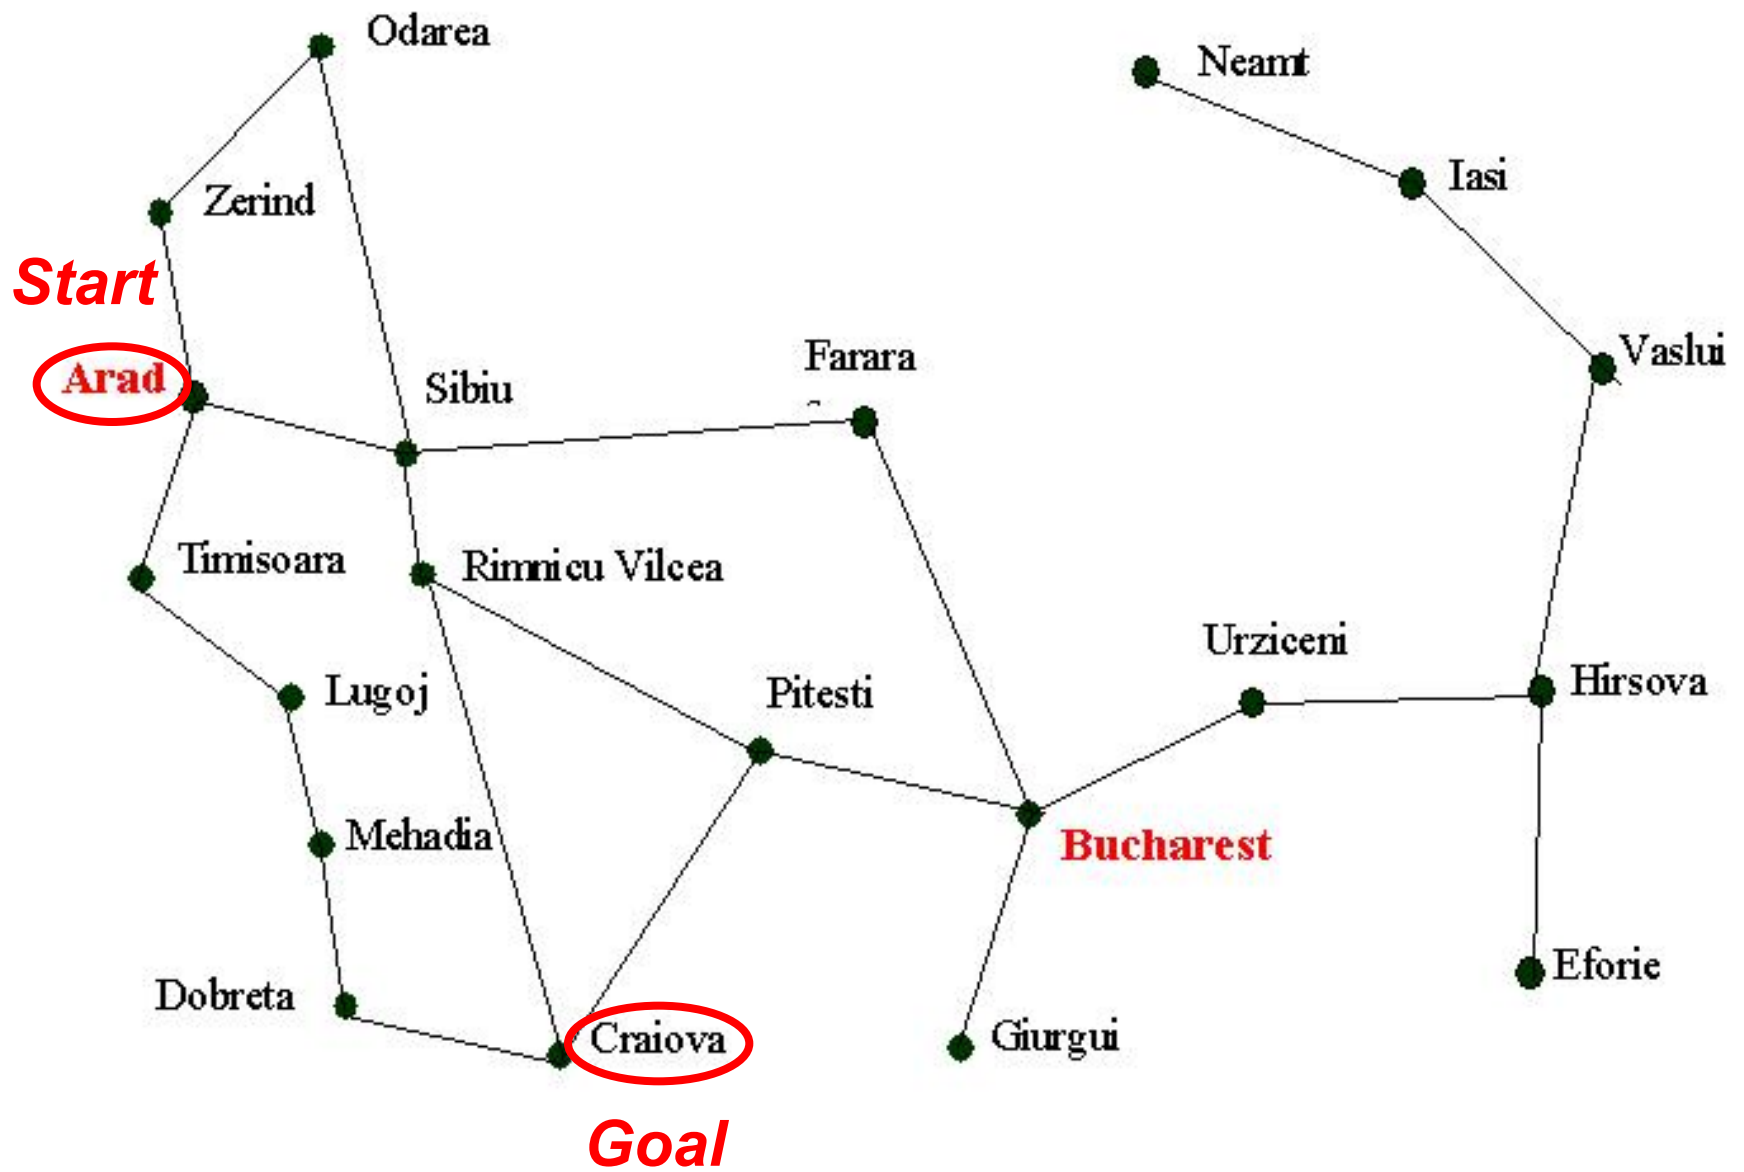 Odarea
Neamt
Iasi
Zerind
Start
Arad
Sibiu
Farara
Vaslui
Timisoara
Rimnicu Vilcea
Urziceni
Lugoj
Pitesti
Hirsova
Mehadia
Bucharest
Dobreta
Craiova
Giurgui
Eforie
Goal